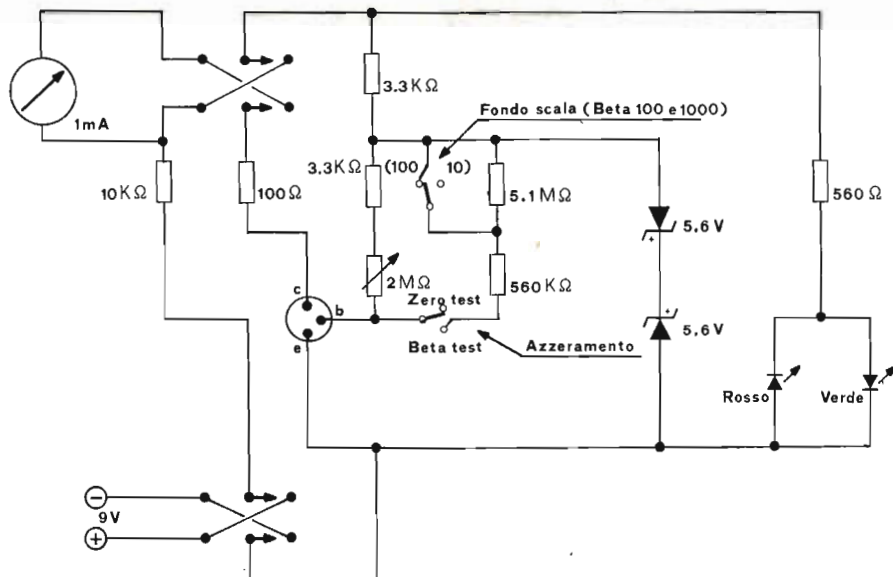 3.3KΩ
Fondo scala (Beta 100 e 1000)
1mA
3.3KΩ
(100
10)
10KΩ
100Ω
5.1MΩ
560Ω
+
5.6V
c
2MΩ
560KΩ
b
Zero test
+
e
Beta test
Azzeramento
5.6V
Rosso
Verde
−
9V
+